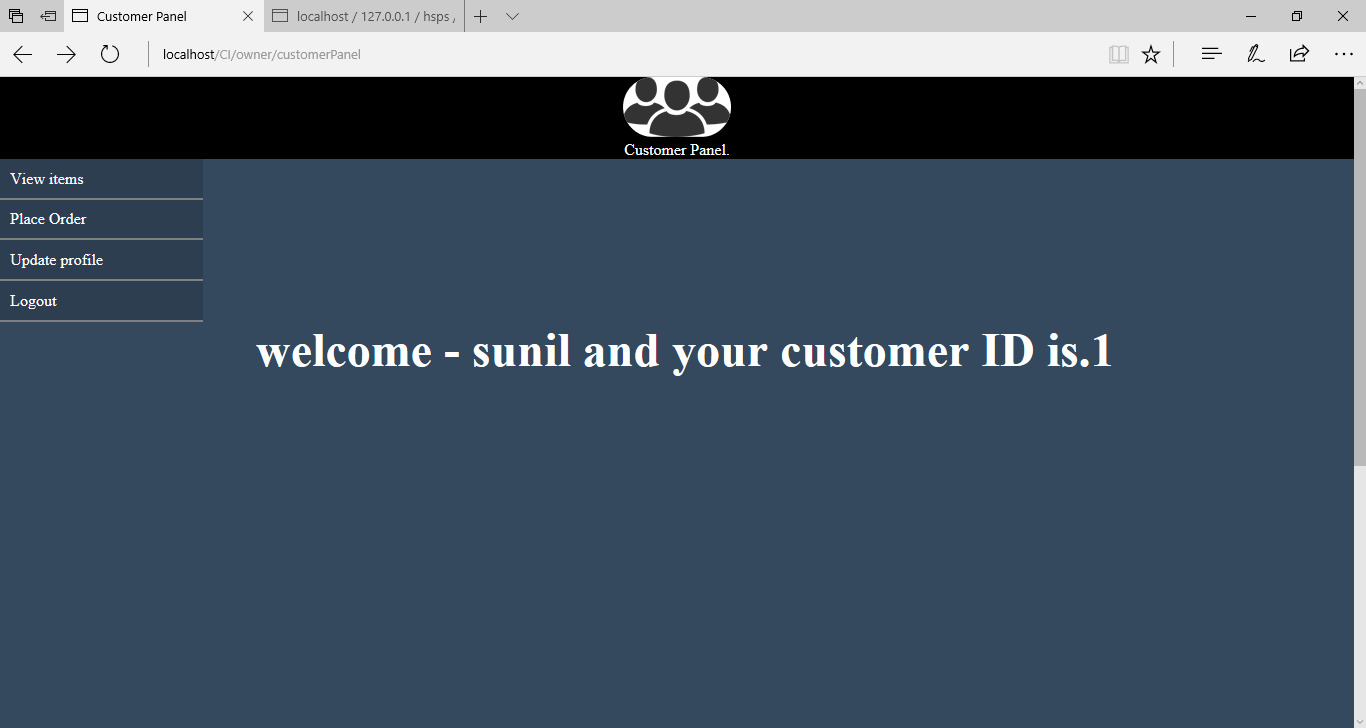 Customer Panel
localhost / 127.0.0.1 / hsps
localhost/CI/owner/customerPanel
Customer Panel.
View items
Place Order
Update profile
Logout
welcome - sunil and your customer ID is.1